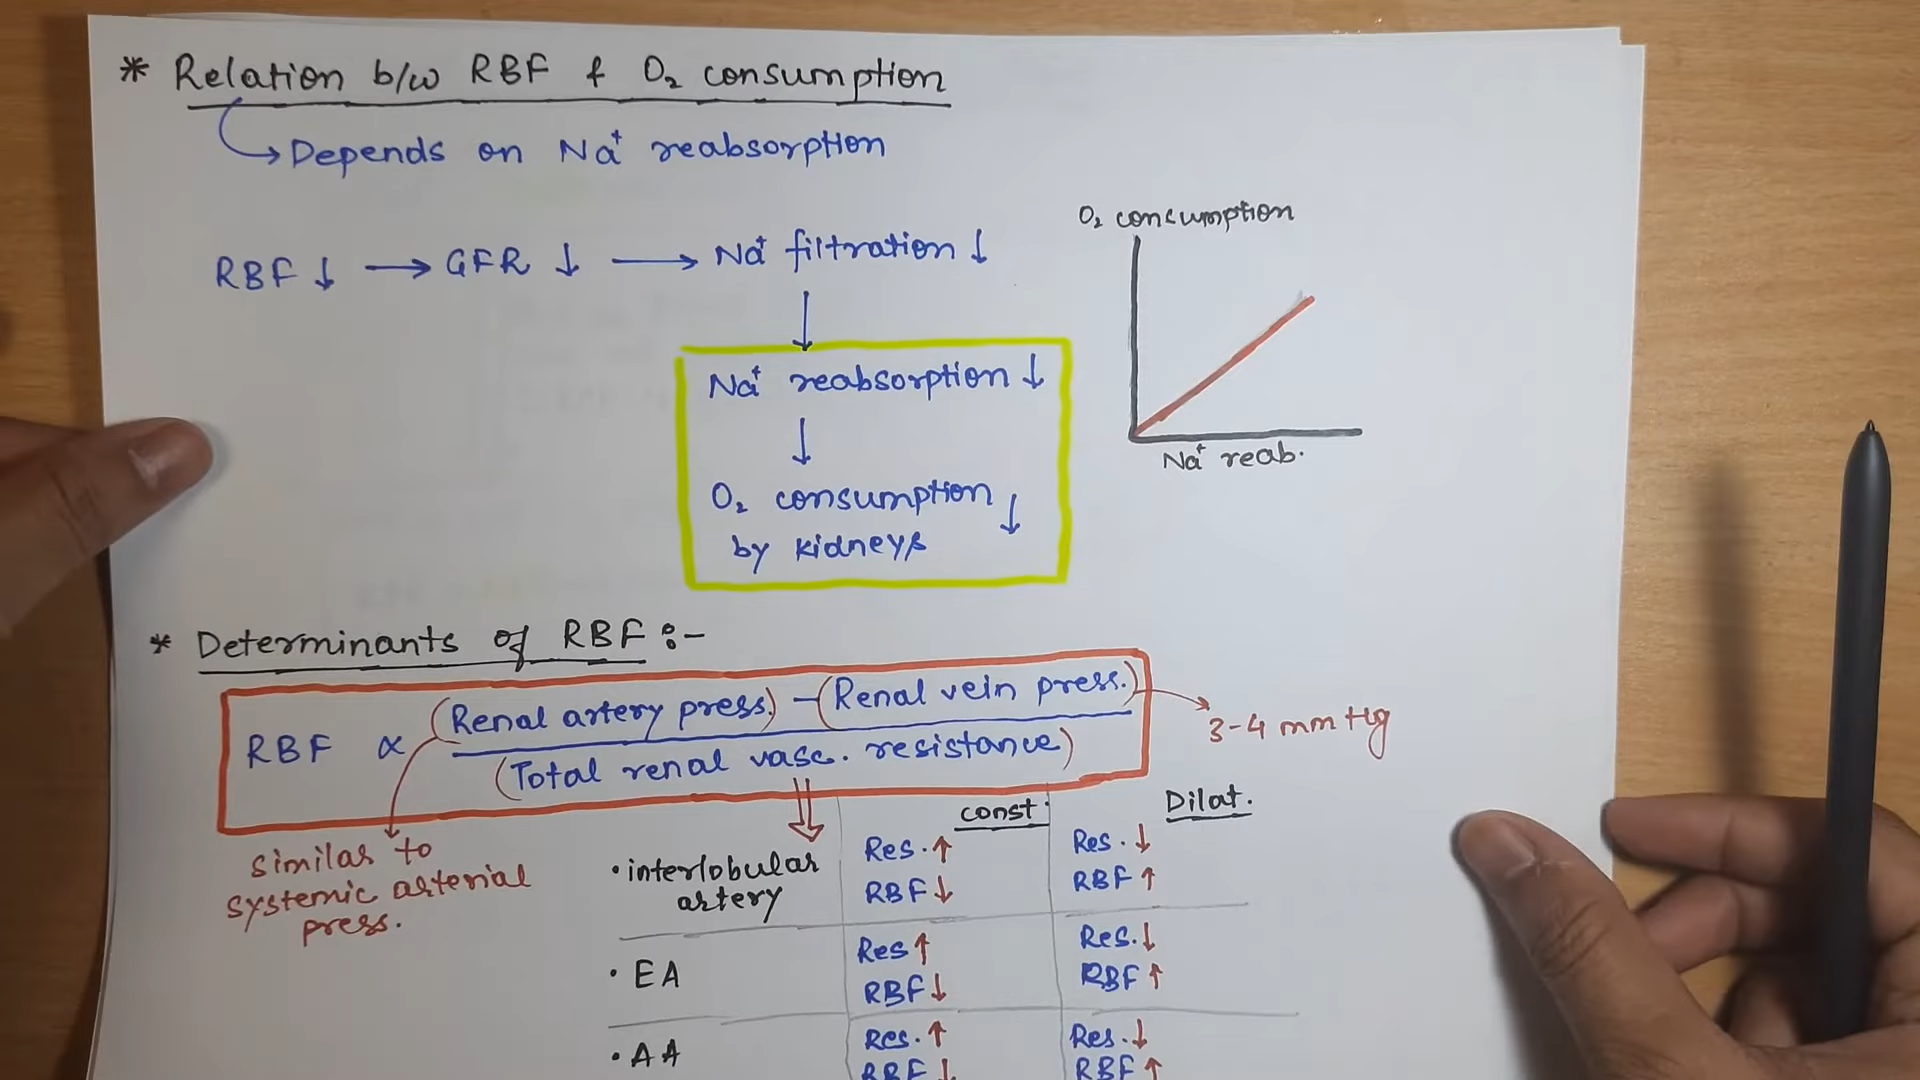 * Relation b/w RBF & O₂ consumption
↳ Depends on Na⁺ reabsorption
RBF ↓ → GFR ↓ → Na⁺ filtration ↓
↓
Na⁺ reabsorption ↓
↓
O₂ consumption ↓
by kidneys
O₂ consumption
Na⁺ reab.
* Determinants of RBF :-
RBF ∝ (Renal artery press.) - (Renal vein press.)
(Total renal vasc. resistance)
3-4 mm Hg
similar to
systemic arterial
press.
const. Dilat.
• interlobular
artery
Res. ↑ Res. ↓
RBF ↓ RBF ↑
• EA
Res ↑ Res. ↓
RBF ↓ RBF ↑
• AA
Res. ↑ Res. ↓
RBF ↓ RBF ↑